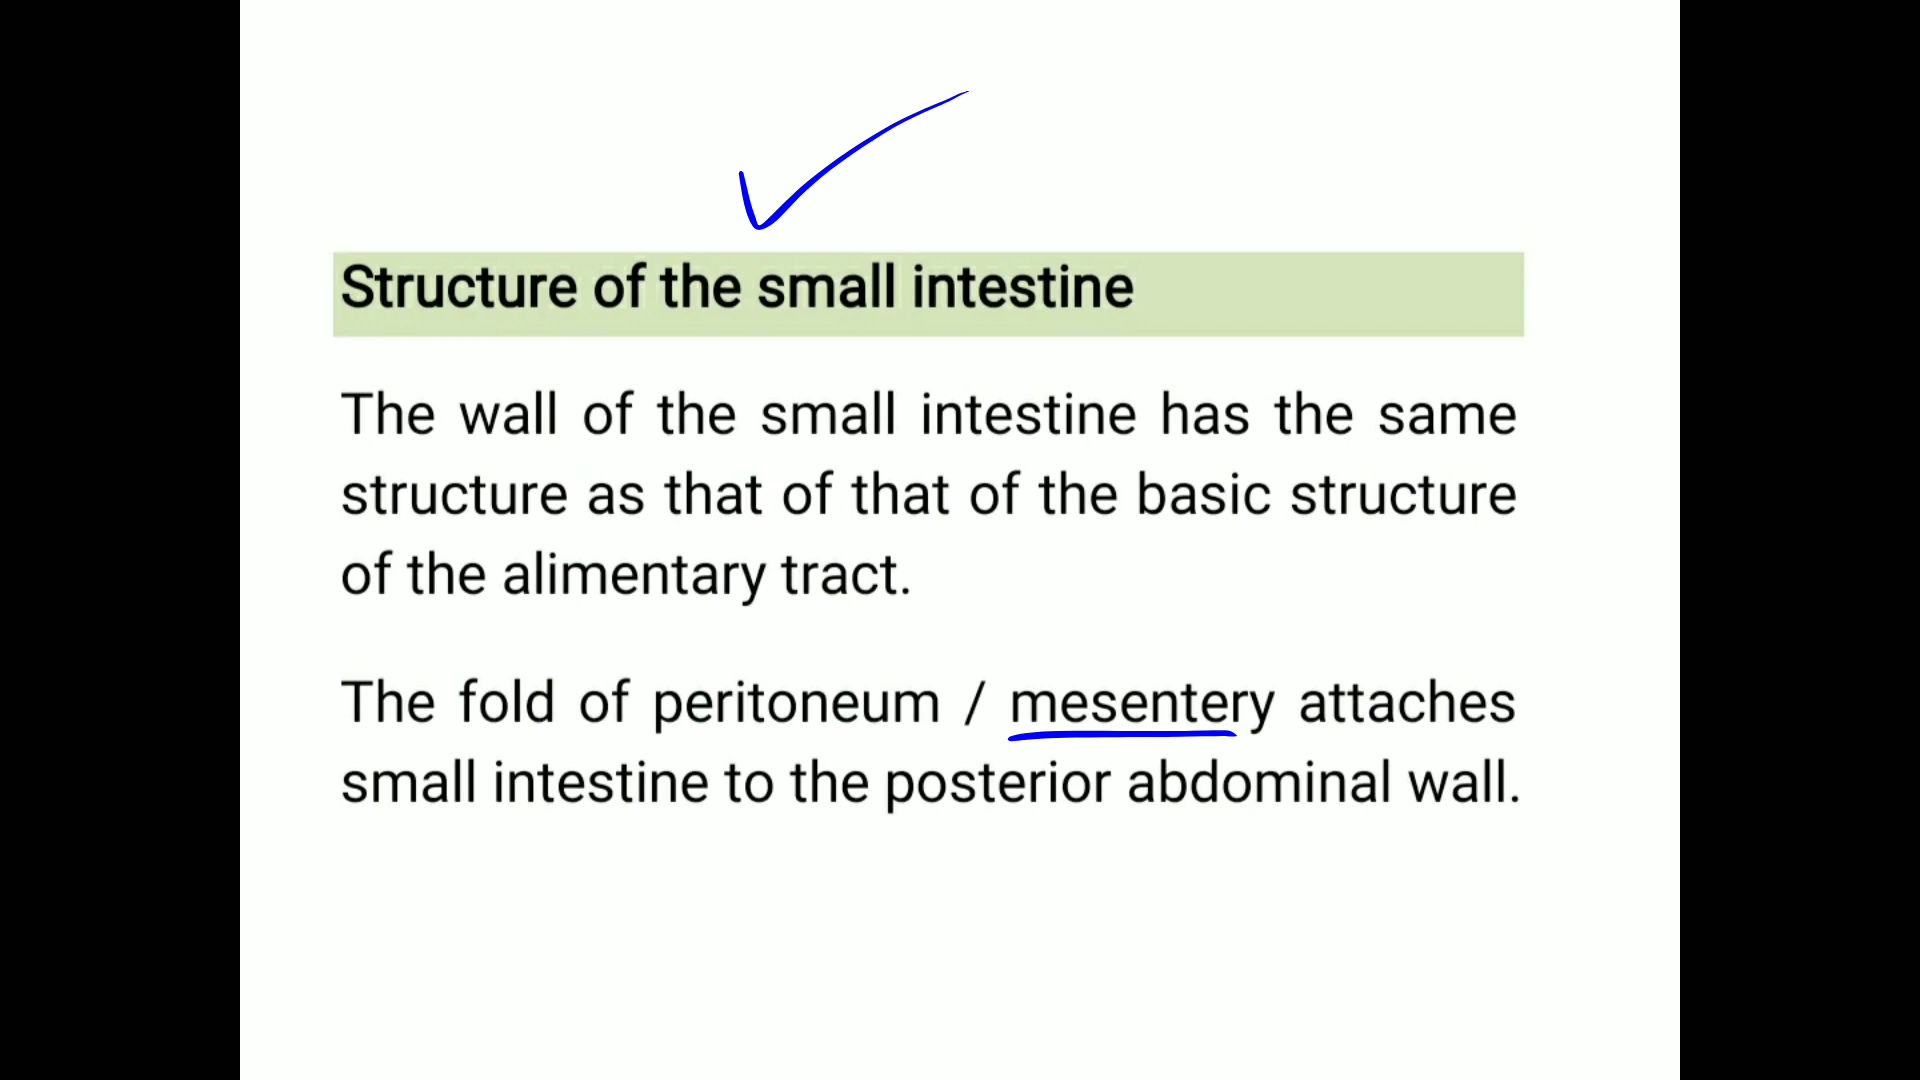 Structure of the small intestine
The wall of the small intestine has the same
structure as that of that of the basic structure
of the alimentary tract.
The fold of peritoneum / mesentery attaches
small intestine to the posterior abdominal wall.